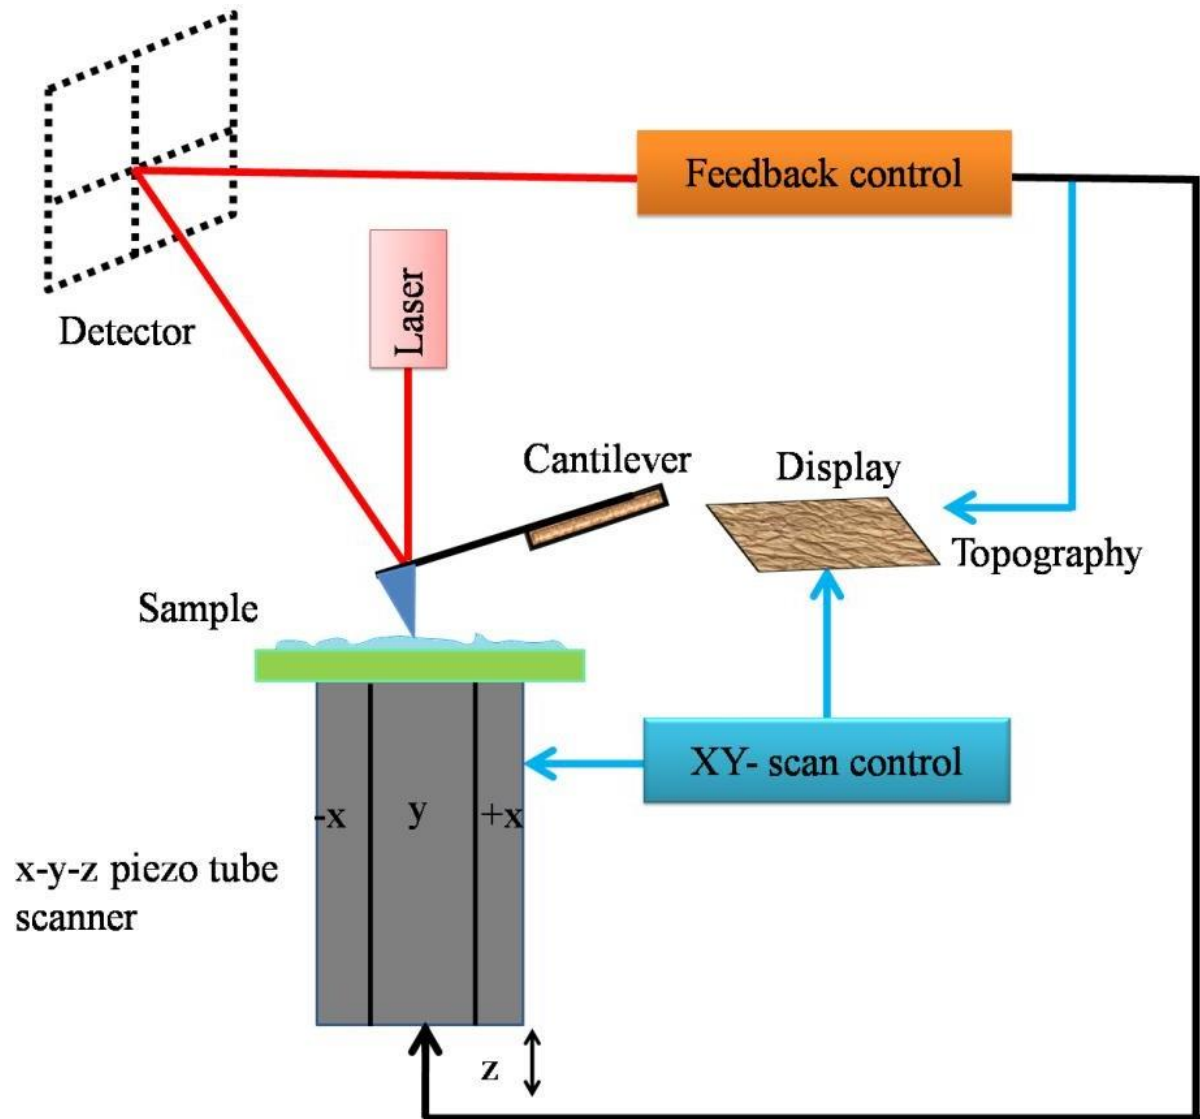 Feedback control
Laser
Detector
Cantilever
Display
Topography
Sample
XY- scan control
-x
y
+x
x-y-z piezo tube
scanner
z